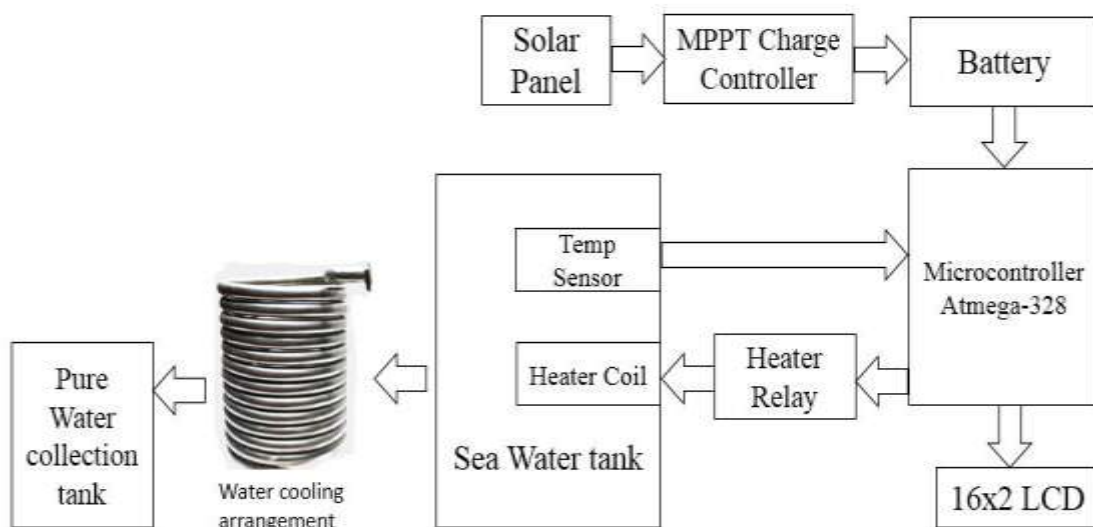 Solar
Panel
MPPT Charge
Controller
Battery
Temp
Sensor
Microcontroller
Atmega-328
Heater Coil
Heater
Relay
Sea Water tank
Pure
Water
collection
tank
Water cooling
arrangement
16x2 LCD